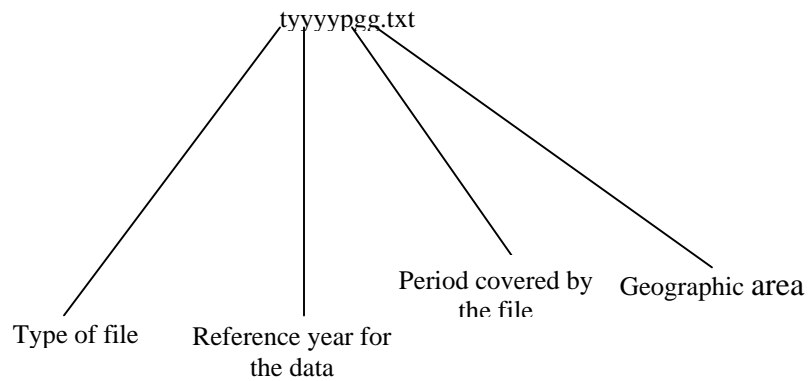 tyyyypgg.txt
Period covered by
the file
Geographic area
Type of file
Reference year for
the data